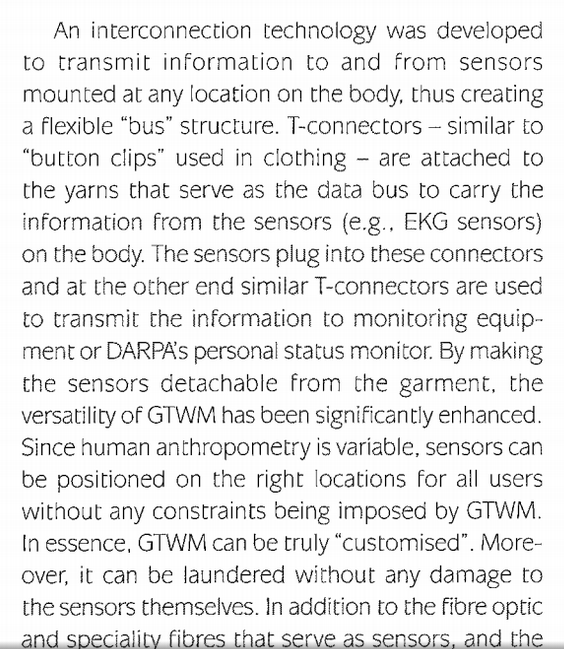 An interconnection technology was developed
to transmit information to and from sensors
mounted at any location on the body, thus creating
a flexible “bus” structure. T-connectors – similar to
“button clips” used in clothing – are attached to
the yarns that serve as the data bus to carry the
information from the sensors (e.g., EKG sensors)
on the body. The sensors plug into these connectors
and at the other end similar T-connectors are used
to transmit the information to monitoring equip-
ment or DARPA’s personal status monitor. By making
the sensors detachable from the garment, the
versatility of GTWM has been significantly enhanced.
Since human anthropometry is variable, sensors can
be positioned on the right locations for all users
without any constraints being imposed by GTWM.
In essence, GTWM can be truly “customised”. More-
over, it can be laundered without any damage to
the sensors themselves. In addition to the fibre optic
and speciality fibres that serve as sensors, and the